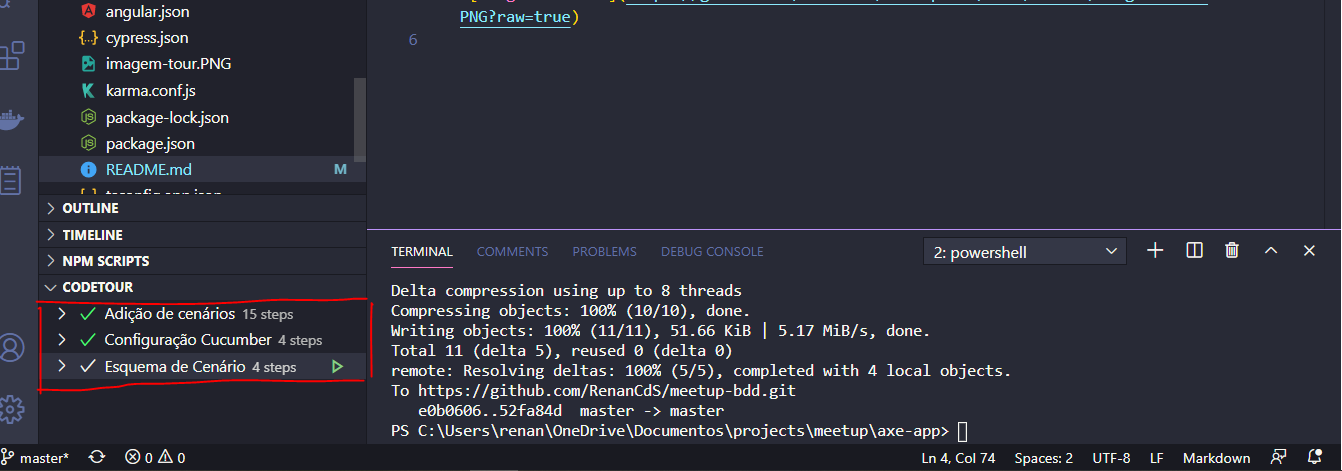 angular.json
cypress.json
imagem-tour.PNG
karma.conf.js
package-lock.json
package.json
README.md M
OUTLINE
TIMELINE
NPM SCRIPTS
CODETOUR
Adição de cenários 15 steps
Configuração Cucumber 4 steps
Esquema de Cenário 4 steps
PNG?raw=true)
6
TERMINAL COMMENTS PROBLEMS DEBUG CONSOLE 2: powershell
Delta compression using up to 8 threads
Compressing objects: 100% (10/10), done.
Writing objects: 100% (11/11), 51.66 KiB | 5.17 MiB/s, done.
Total 11 (delta 5), reused 0 (delta 0)
remote: Resolving deltas: 100% (5/5), completed with 4 local objects.
To https://github.com/RenanCdS/meetup-bdd.git
e0b0606..52fa84d master -> master
PS C:\Users\renan\OneDrive\Documentos\projects\meetup\axe-app>
master* 0 0 Ln 4, Col 74 Spaces: 2 UTF-8 LF Markdown